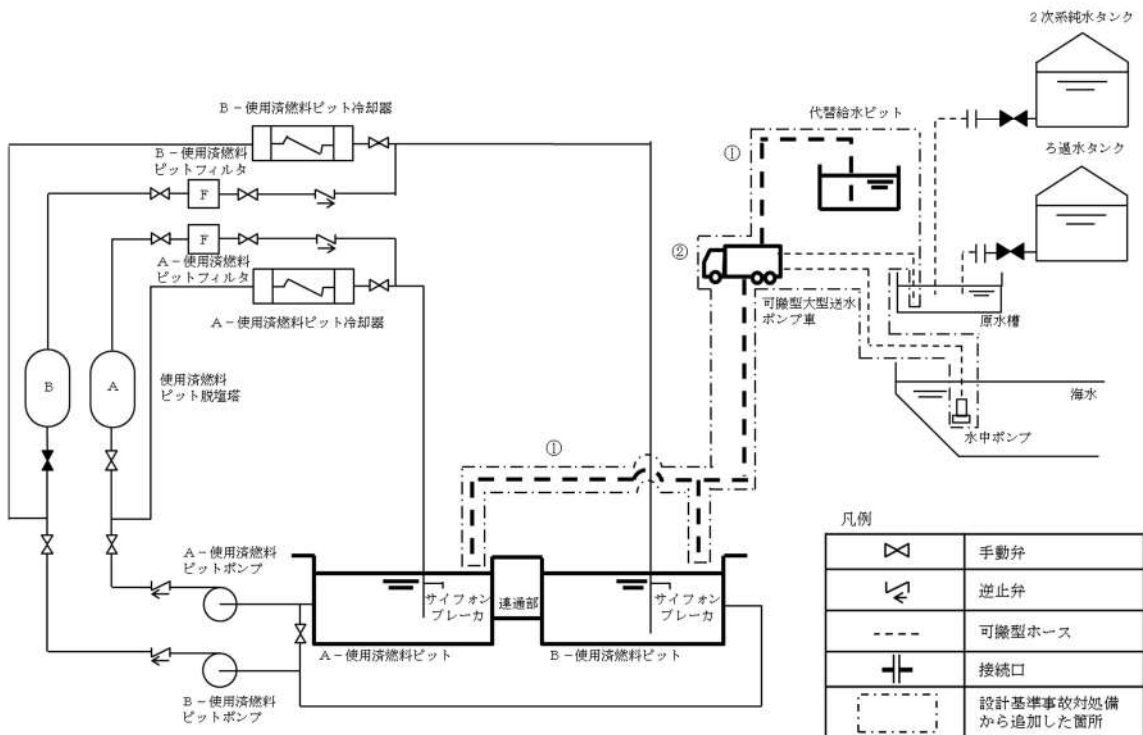 2次系純水タンク
B-使用済燃料ピット冷却器
代替給水ピット
B-使用済燃料
ピットフィルタ
①
ろ過水タンク
F
F
②
A-使用済燃料
ピットフィルタ
可搬型大型送水
ポンプ車
原水槽
A-使用済燃料ピット冷却器
B
A
使用済燃料
ピット脱塩塔
海水
水中ポンプ
①
凡例
手動弁
逆止弁
可搬型ホース
接続口
設計基準事故対処備
から追加した箇所
A-使用済燃料
ピットポンプ
サイフォン
ブレーカ
連通部
サイフォン
ブレーカ
A-使用済燃料ピット
B-使用済燃料ピット
B-使用済燃料
ピットポンプ